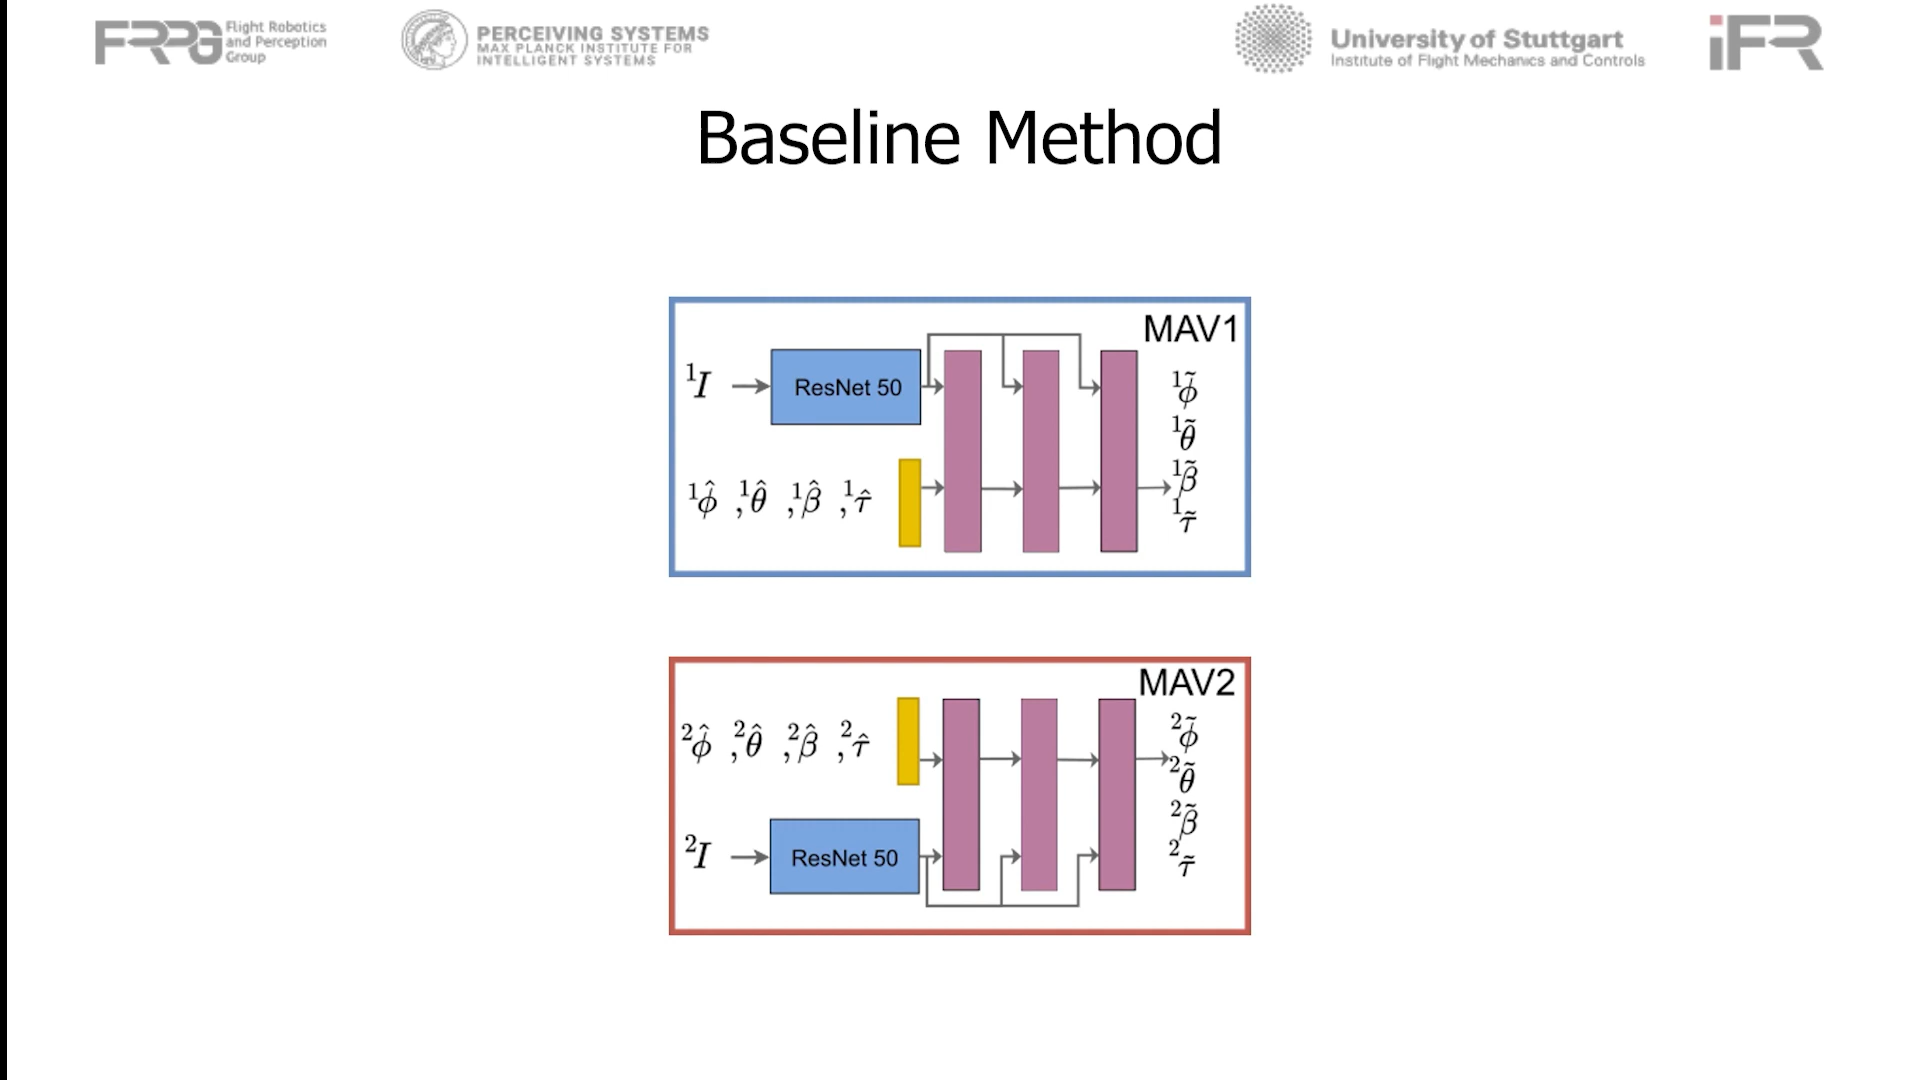 FRPG Flight Robotics
and Perception
Group
PERCEIVING SYSTEMS
MAX PLANCK INSTITUTE FOR
INTELLIGENT SYSTEMS
University of Stuttgart
Institute of Flight Mechanics and Controls
iFR
Baseline Method
MAV1
¹I
ResNet 50
¹ϕ̂ ,¹θ̂ ,¹β̂ ,¹τ̂
¹ϕ̃
¹θ̃
¹β̃
¹τ̃
MAV2
²ϕ̂ ,²θ̂ ,²β̂ ,²τ̂
²I
ResNet 50
²ϕ̃
²θ̃
²β̃
²τ̃